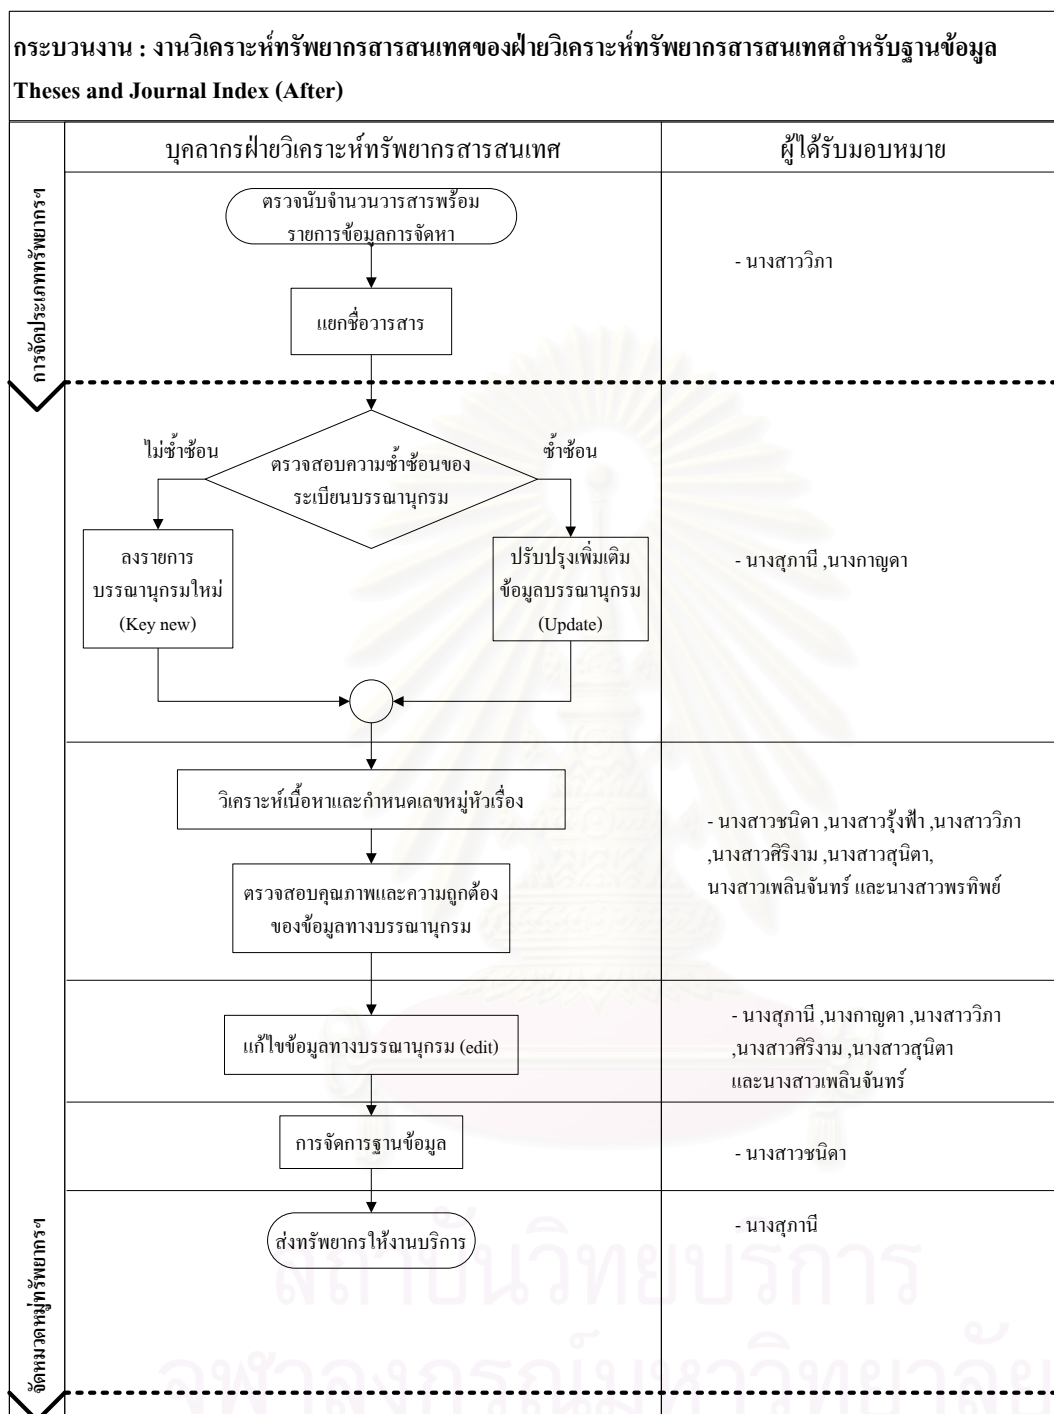 กระบวนงาน : งานวิเคราะห์ทรัพยากรสารสนเทศของฝ่ายวิเคราะห์ทรัพยากรสารสนเทศสำหรับฐานข้อมูล
Theses and Journal Index (After)
บุคลากรฝ่ายวิเคราะห์ทรัพยากรสารสนเทศ
ผู้ได้รับมอบหมาย
การจัดประเภททรัพยากรฯ
ตรวจนับจำนวนวารสารพร้อม
รายการข้อมูลการจัดหา
- นางสาววิภา
แยกชื่อวารสาร
ไม่ซ้ำซ้อน
ซ้ำซ้อน
ตรวจสอบความซ้ำซ้อนของ
ระเบียนบรรณานุกรม
ลงรายการ
บรรณานุกรมใหม่
(Key new)
ปรับปรุงเพิ่มเติม
ข้อมูลบรรณานุกรม
(Update)
- นางสุภานี ,นางกาญดา
วิเคราะห์เนื้อหาและกำหนดเลขหมู่หัวเรื่อง
ตรวจสอบคุณภาพและความถูกต้อง
ของข้อมูลทางบรรณานุกรม
- นางสาวชนิดา ,นางสาวรุ้งฟ้า ,นางสาววิภา
,นางสาวศิริงาม ,นางสาวสุนิตา,
นางสาวเพลินจันทร์ และนางสาวพรทิพย์
แก้ไขข้อมูลทางบรรณานุกรม (edit)
- นางสุภานี ,นางกาญดา ,นางสาววิภา
,นางสาวศิริงาม ,นางสาวสุนิตา
และนางสาวเพลินจันทร์
การจัดการฐานข้อมูล
- นางสาวชนิดา
ส่งทรัพยากรให้งานบริการ
- นางสุภานี
จัดหมวดหมู่ทรัพยากรฯ
สถาบันวิทยบริการ
จุฬาลงกรณ์มหาวิทยาลัย